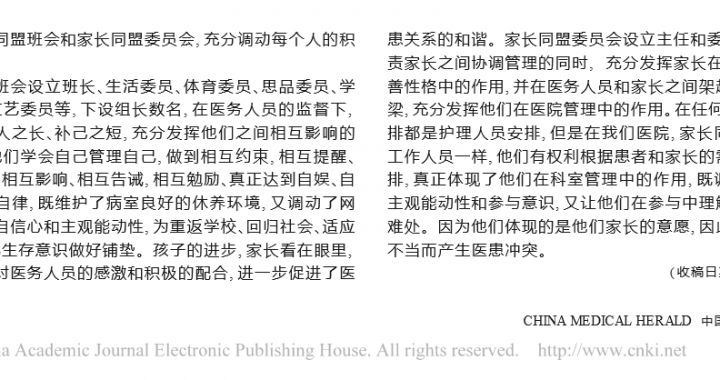 同盟班会和家长同盟委员会,充分调动每个人的积
班会设立班长、生活委员、体育委员、思品委员、学
艺委员等,下设组长数名,在医务人员的监督下,
人之长、补己之短,充分发挥他们之间相互影响的
们学会自己管理自己,做到相互约束,相互提醒、
相互影响、相互告诫,相互勉励、真正达到自娱、自
自律,既维护了病室良好的休养环境,又调动了网
自信心和主观能动性,为重返学校、回归社会、适应
生存意识做好铺垫。孩子的进步,家长看在眼里,
对医务人员的感激和积极的配合,进一步促进了医
患关系的和谐。家长同盟委员会设立主任和委
责家长之间协调管理的同时,充分发挥家长在
善性格中的作用,并在医务人员和家长之间架起
梁,充分发挥他们在医院管理中的作用。在任何
排都是护理人员安排,但是在我们医院,家长同
工作人员一样,他们有权利根据患者和家长的需
排,真正体现了他们在科室管理中的作用,既调
主观能动性和参与意识,又让他们在参与中理解
难处。因为他们体现的是他们家长的意愿,因此
不当而产生医患冲突。
(收稿日期
CHINA MEDICAL HERALD 中国
na Academic Journal Electronic Publishing House. All rights reserved. http://www.cnki.net